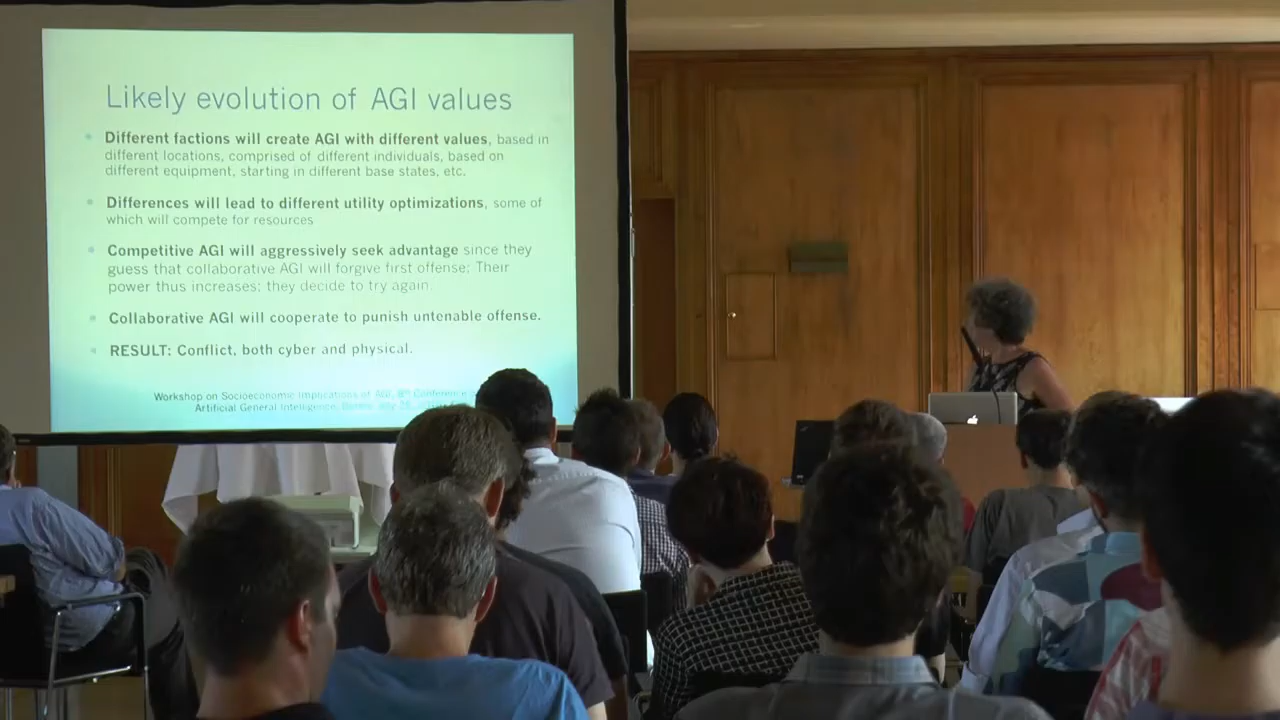 Likely evolution of AGI values
Different factions will create AGI with different values, based in
different locations, comprised of different individuals, based on
different equipment, starting in different base states, etc.
Differences will lead to different utility optimizations, some of
which will compete for resources
Competitive AGI will aggressively seek advantage since they
guess that collaborative AGI will forgive first offense; Their
power thus increases; they decide to try again.
Collaborative AGI will cooperate to punish untenable offense.
RESULT: Conflict, both cyber and physical.
Workshop on Socioeconomic Implications of AGI, 8th Conference
Artificial General Intelligence,